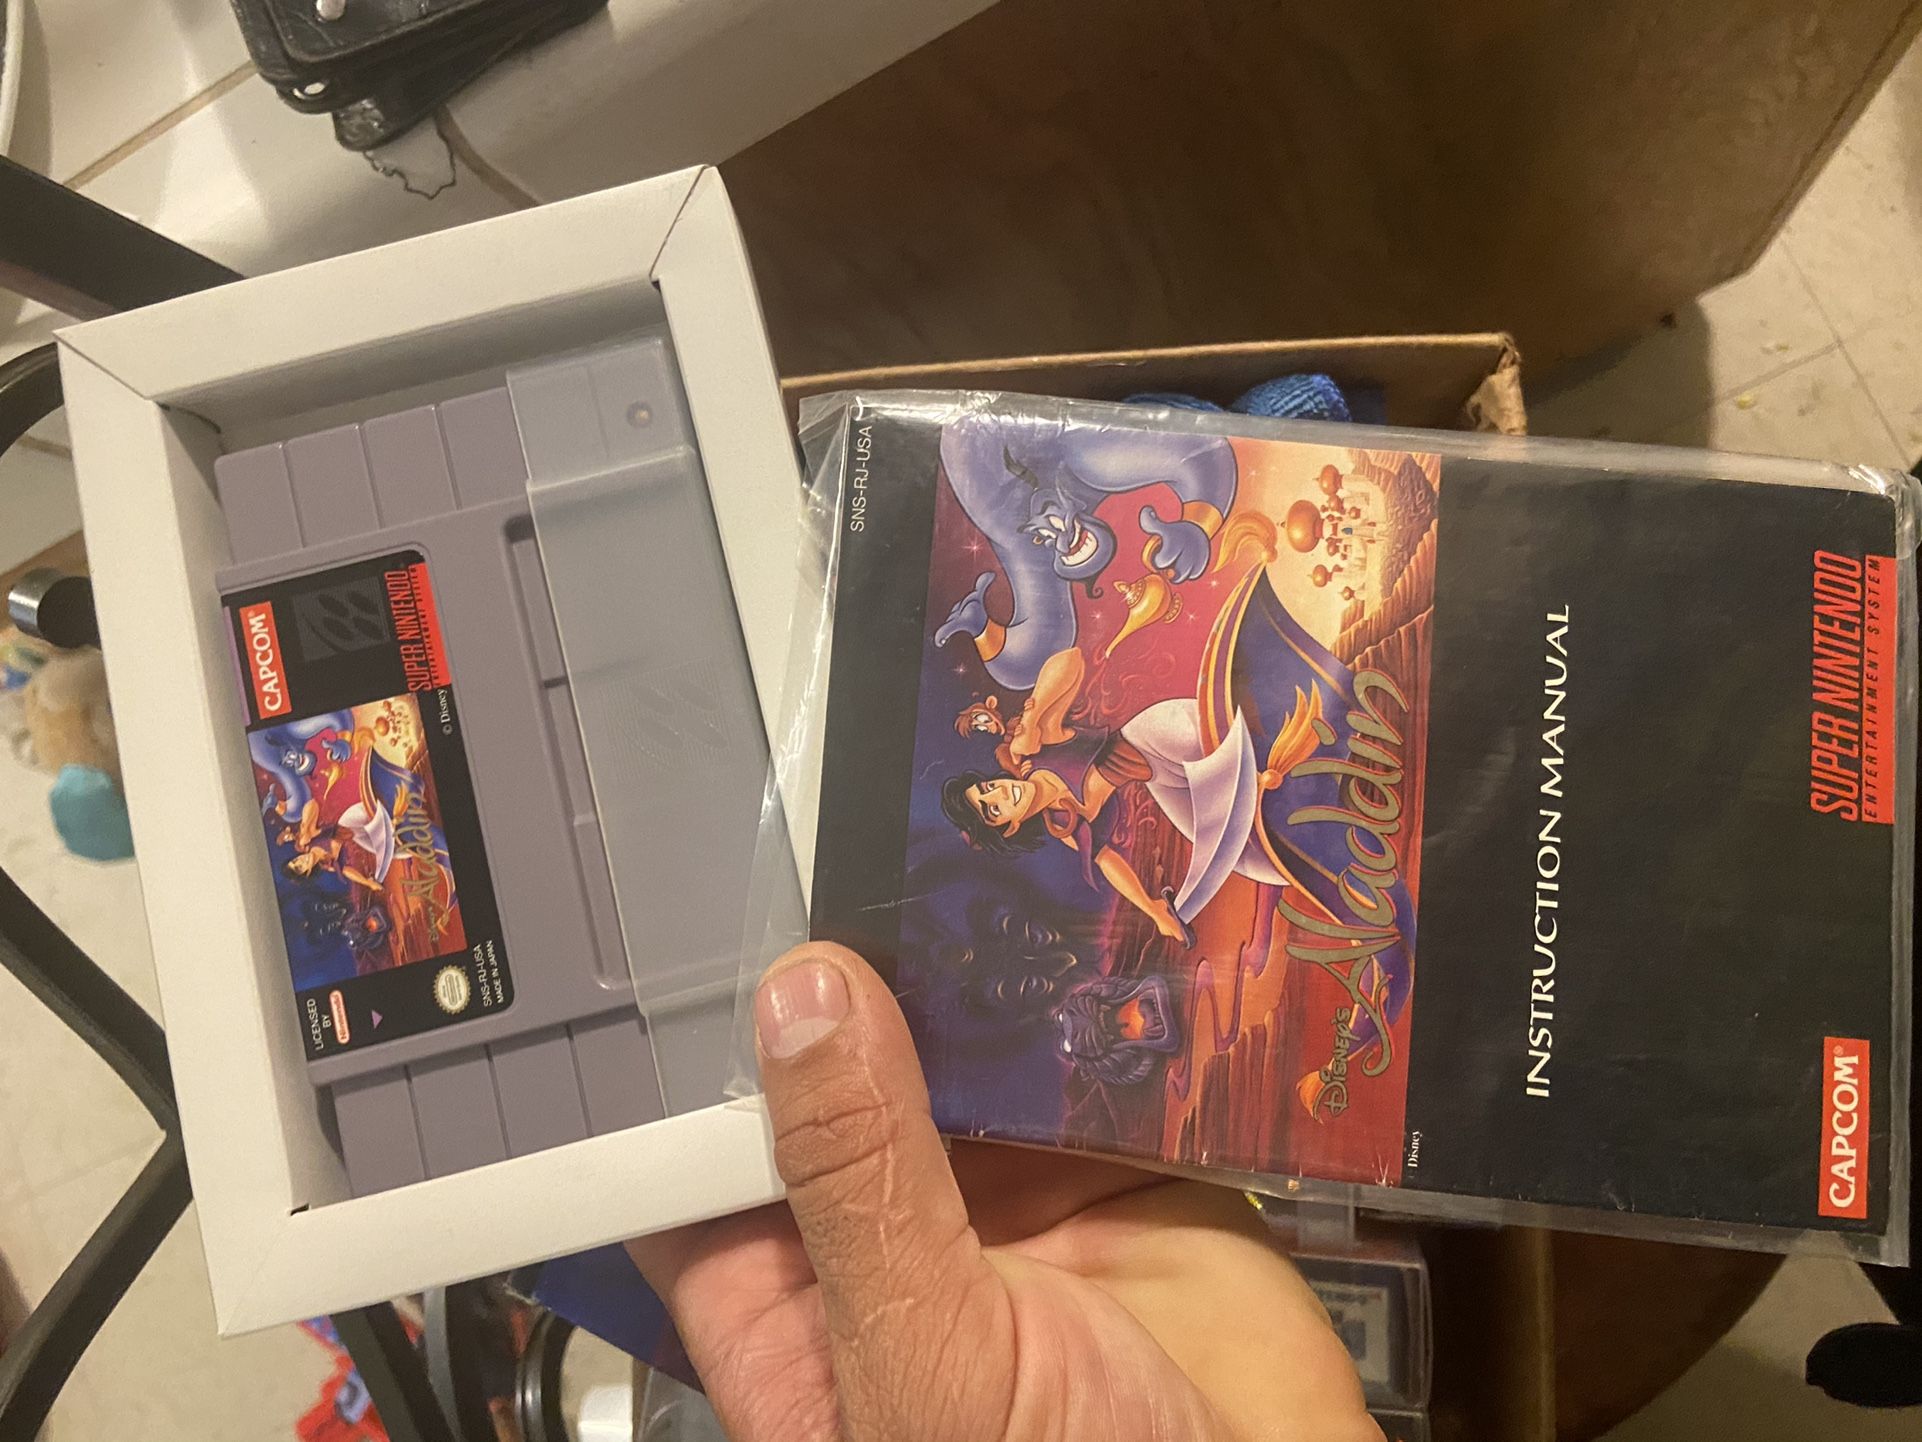 CAPCOM®
SUPER NINTENDO
ENTERTAINMENT SYSTEM
DISNEY'S
Aladdin
© Disney
LICENSED
BY
Nintendo
SNS-RJ-USA
MADE IN JAPAN
SNS-RJ-USA
DISNEY'S
Aladdin
Disney
INSTRUCTION MANUAL
CAPCOM®
SUPER NINTENDO
ENTERTAINMENT SYSTEM